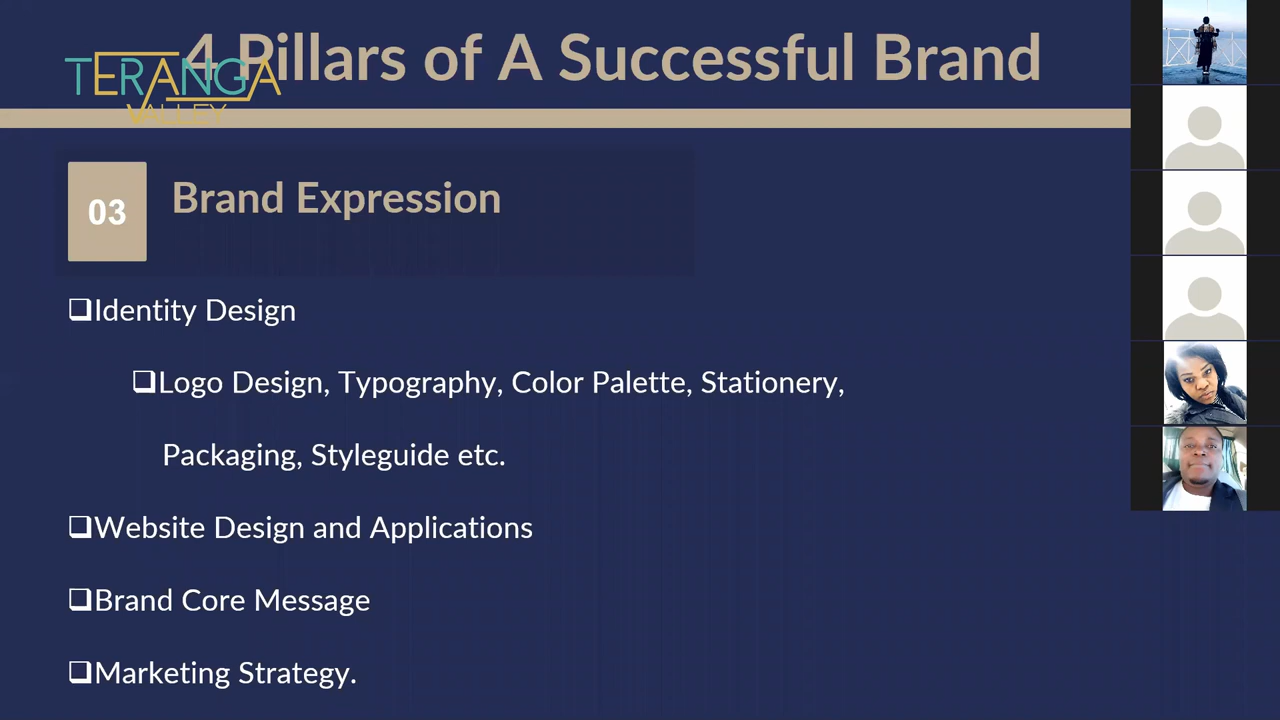 4 Pillars of A Successful Brand
TERANGA
VALLEY
03
Brand Expression
❑Identity Design
❑Logo Design, Typography, Color Palette, Stationery,
Packaging, Styleguide etc.
❑Website Design and Applications
❑Brand Core Message
❑Marketing Strategy.